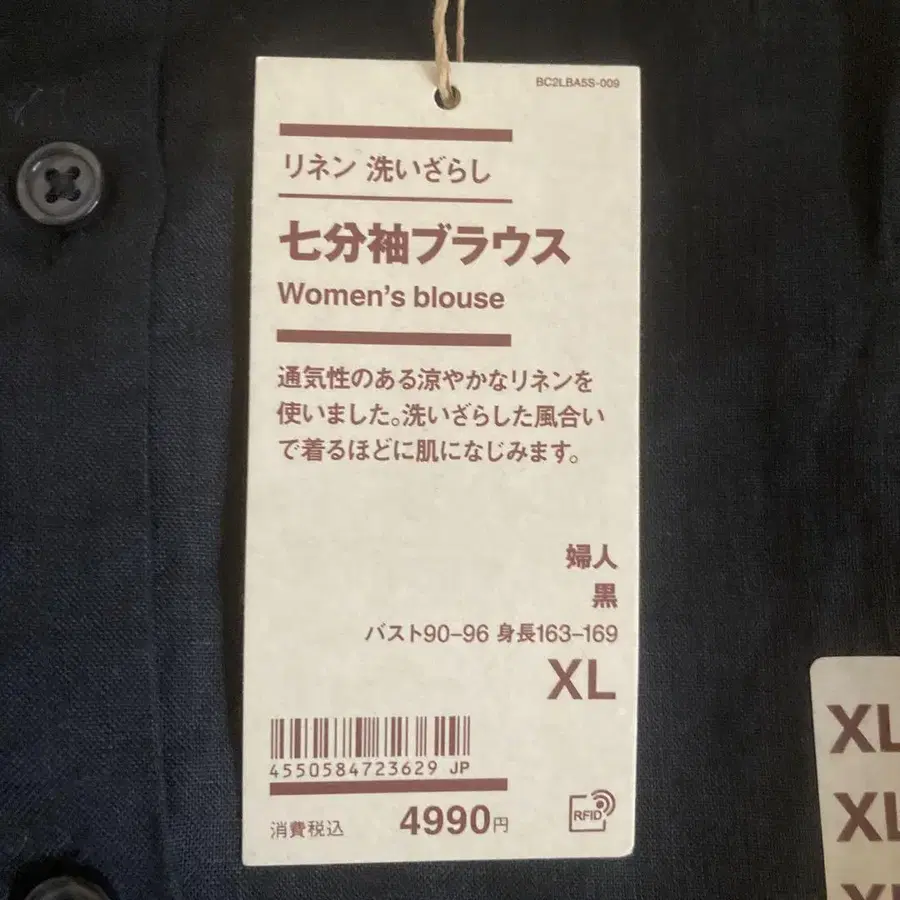 BC2LBA5S-009
リネン 洗いざらし
七分袖ブラウス
Women's blouse
通気性のある涼やかなリネンを
使いました。洗いざらした風合い
で着るほどに肌になじみます。
婦人
黒
バスト90-96 身長163-169
XL
4550584723629 JP
消費税込 4990円
RFID
XL
XL
XL